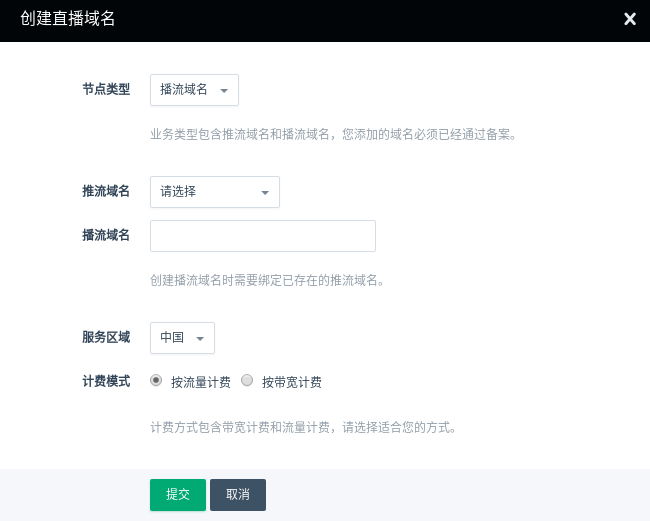 创建直播域名
节点类型 播流域名
业务类型包含推流域名和播流域名，您添加的域名必须已经通过备案。
推流域名 请选择
播流域名
创建播流域名时需要绑定已存在的推流域名。
服务区域 中国
计费模式 按流量计费 按带宽计费
计费方式包含带宽计费和流量计费，请选择适合您的方式。
提交 取消